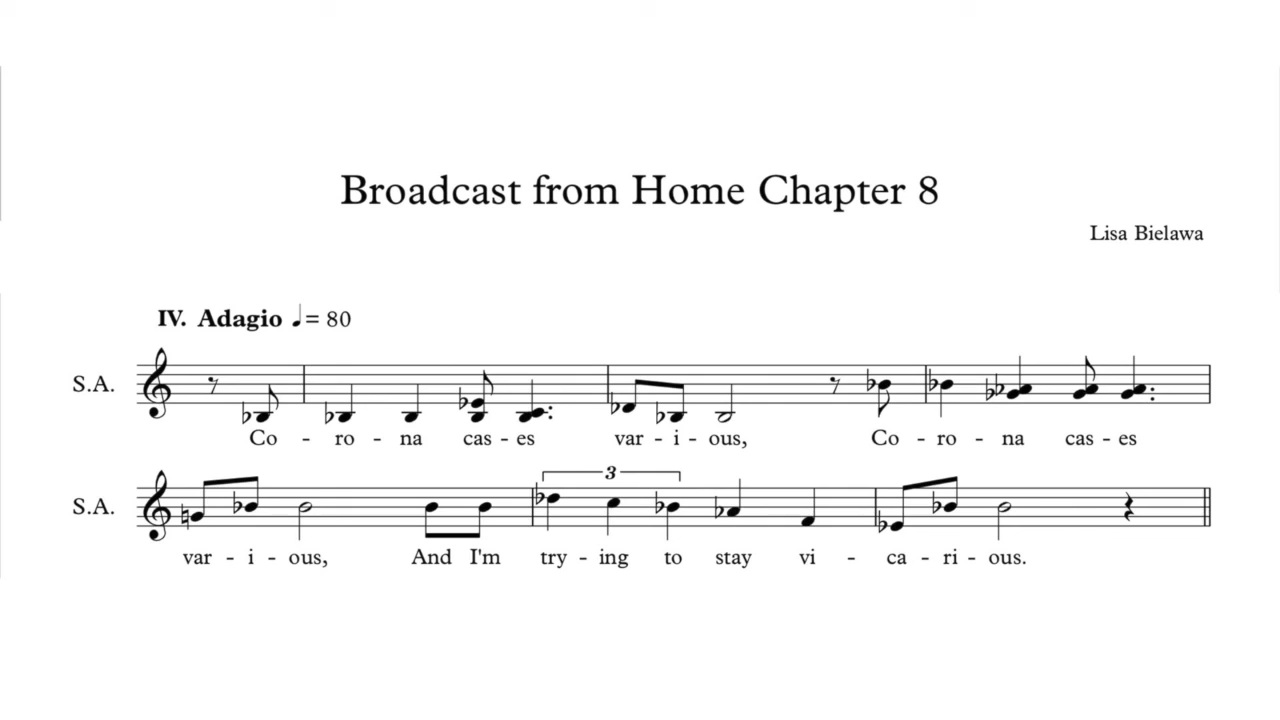 Broadcast from Home Chapter 8
Lisa Bielawa
IV. Adagio ♩= 80
S.A.
Co - ro - na cas - es var - i - ous, Co - ro - na cas - es
3
S.A.
var - i - ous, And I'm try - ing to stay vi - ca - ri - ous.